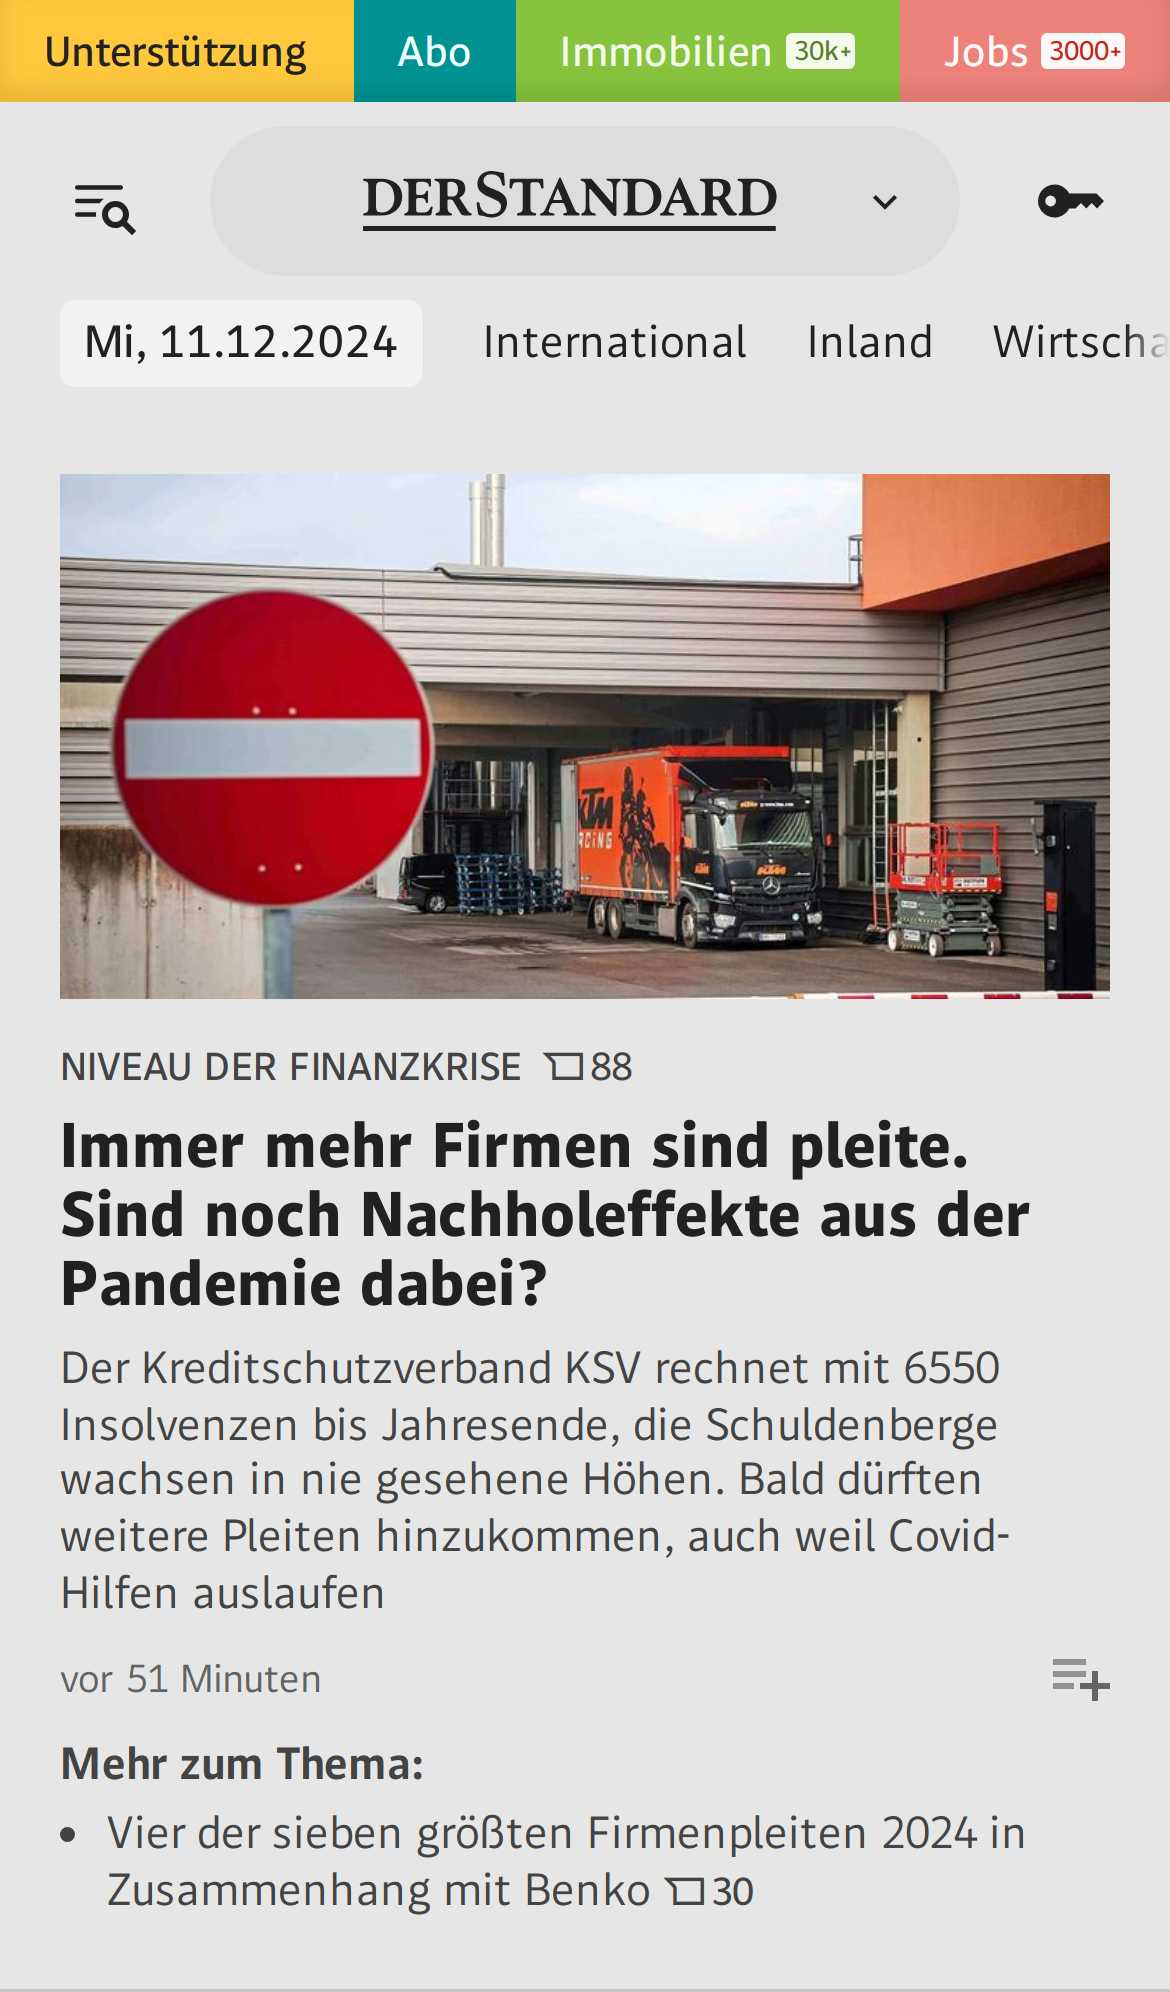 Unterstützung
Abo
Immobilien 30k+
Jobs 3000+
DERSTANDARD
Mi, 11.12.2024
International
Inland
Wirtscha
KTM
RACING
KTM
NIVEAU DER FINANZKRISE 88
Immer mehr Firmen sind pleite.
Sind noch Nachholeffekte aus der
Pandemie dabei?
Der Kreditschutzverband KSV rechnet mit 6550
Insolvenzen bis Jahresende, die Schuldenberge
wachsen in nie gesehene Höhen. Bald dürften
weitere Pleiten hinzukommen, auch weil Covid-
Hilfen auslaufen
vor 51 Minuten
Mehr zum Thema:
• Vier der sieben größten Firmenpleiten 2024 in
Zusammenhang mit Benko 30